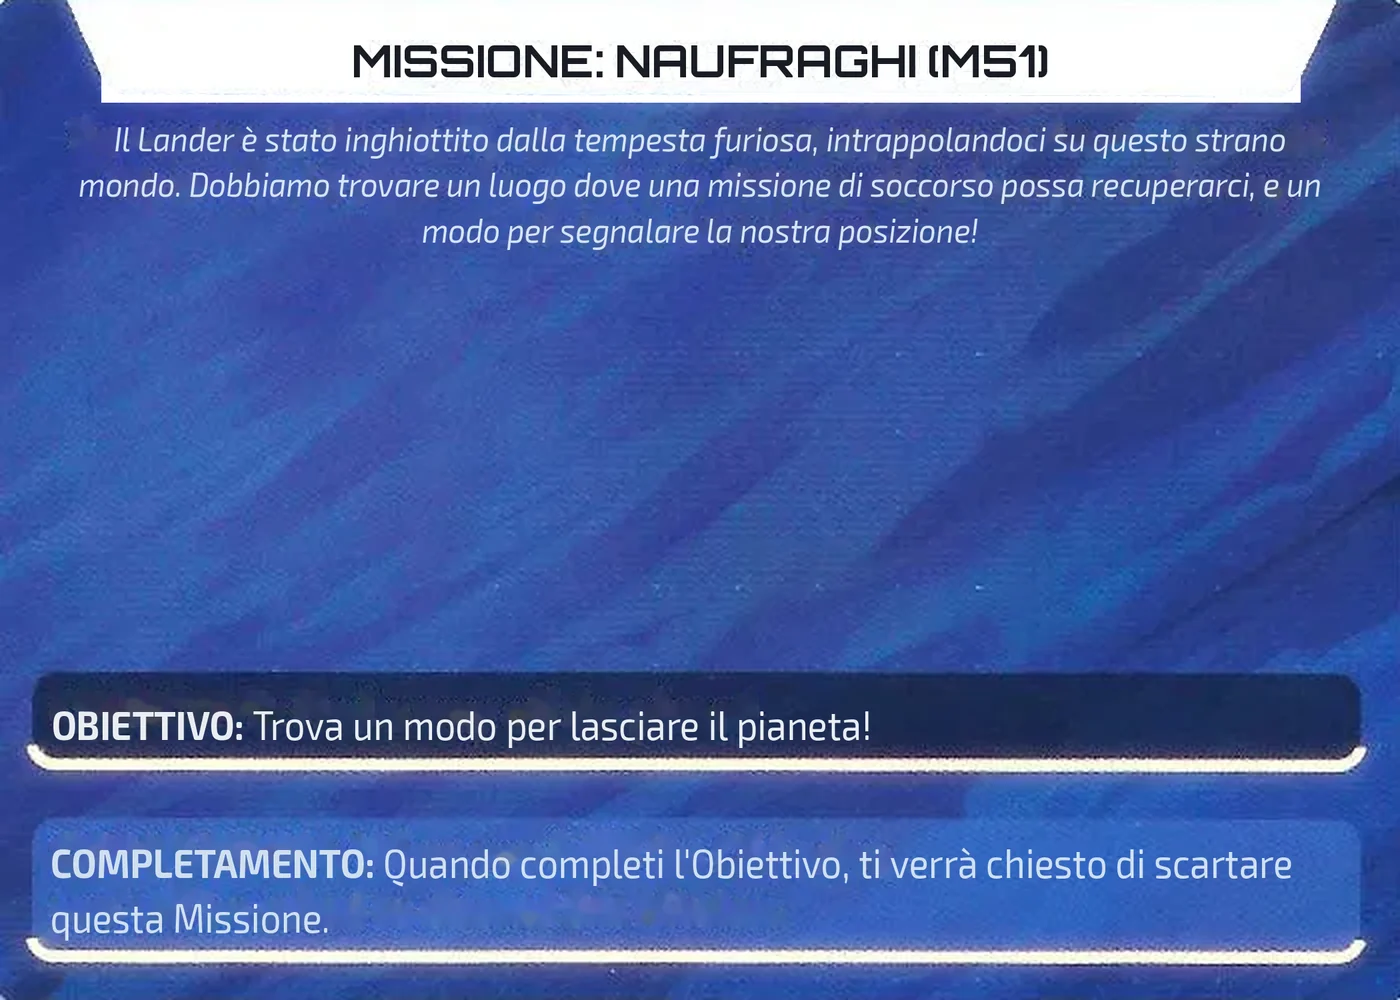 MISSIONE: NAUFRAGHI (M51)
Il Lander è stato inghiottito dalla tempesta furiosa, intrappolandoci su questo strano
mondo. Dobbiamo trovare un luogo dove una missione di soccorso possa recuperarci, e un
modo per segnalare la nostra posizione!
OBIETTIVO: Trova un modo per lasciare il pianeta!
COMPLETAMENTO: Quando completi l'Obiettivo, ti verrà chiesto di scartare
questa Missione.